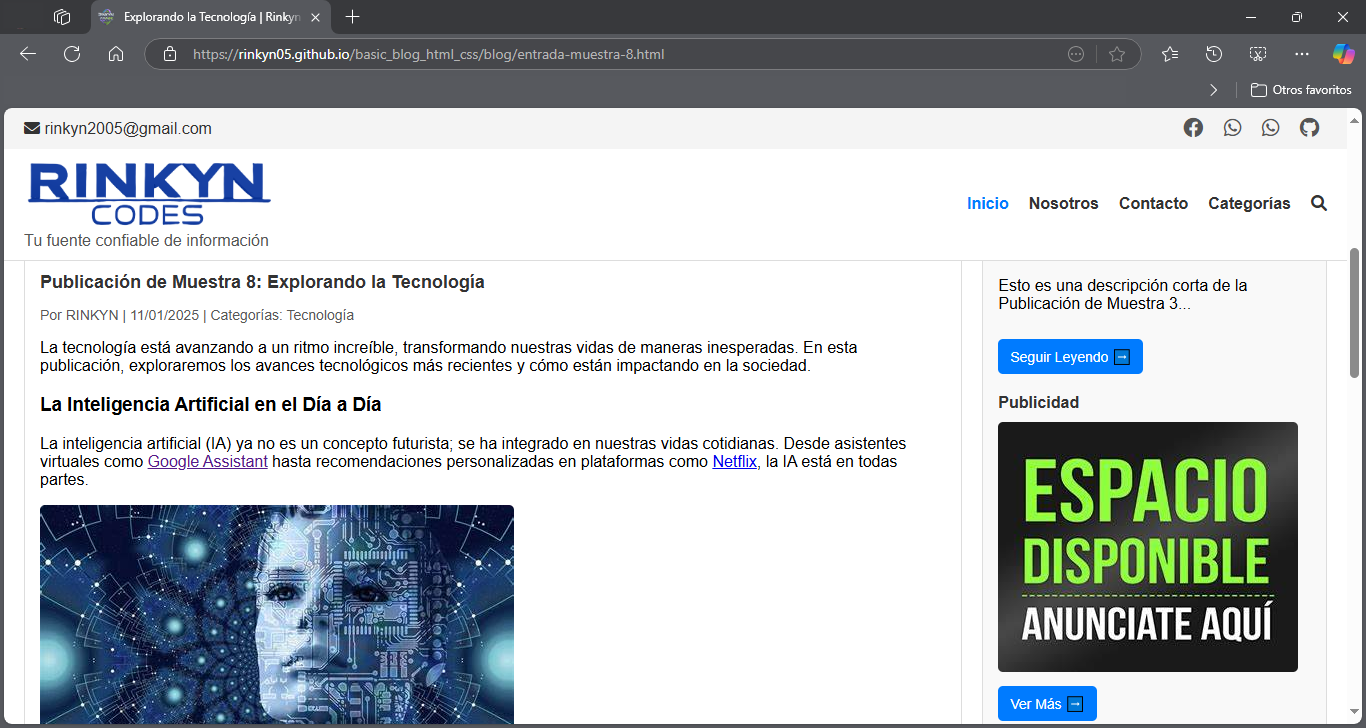 Explorando la Tecnología | Rinkyn
https://rinkyn05.github.io/basic_blog_html_css/blog/entrada-muestra-8.html
Otros favoritos
rinkyn2005@gmail.com
RINKYN
CODES
Tu fuente confiable de información
Inicio Nosotros Contacto Categorías
Publicación de Muestra 8: Explorando la Tecnología
Por RINKYN | 11/01/2025 | Categorías: Tecnología
La tecnología está avanzando a un ritmo increíble, transformando nuestras vidas de maneras inesperadas. En esta
publicación, exploraremos los avances tecnológicos más recientes y cómo están impactando en la sociedad.
La Inteligencia Artificial en el Día a Día
La inteligencia artificial (IA) ya no es un concepto futurista; se ha integrado en nuestras vidas cotidianas. Desde asistentes
virtuales como Google Assistant hasta recomendaciones personalizadas en plataformas como Netflix, la IA está en todas
partes.
Esto es una descripción corta de la
Publicación de Muestra 3...
Seguir Leyendo →
Publicidad
ESPACIO
DISPONIBLE
ANUNCIATE AQUÍ
Ver Más →